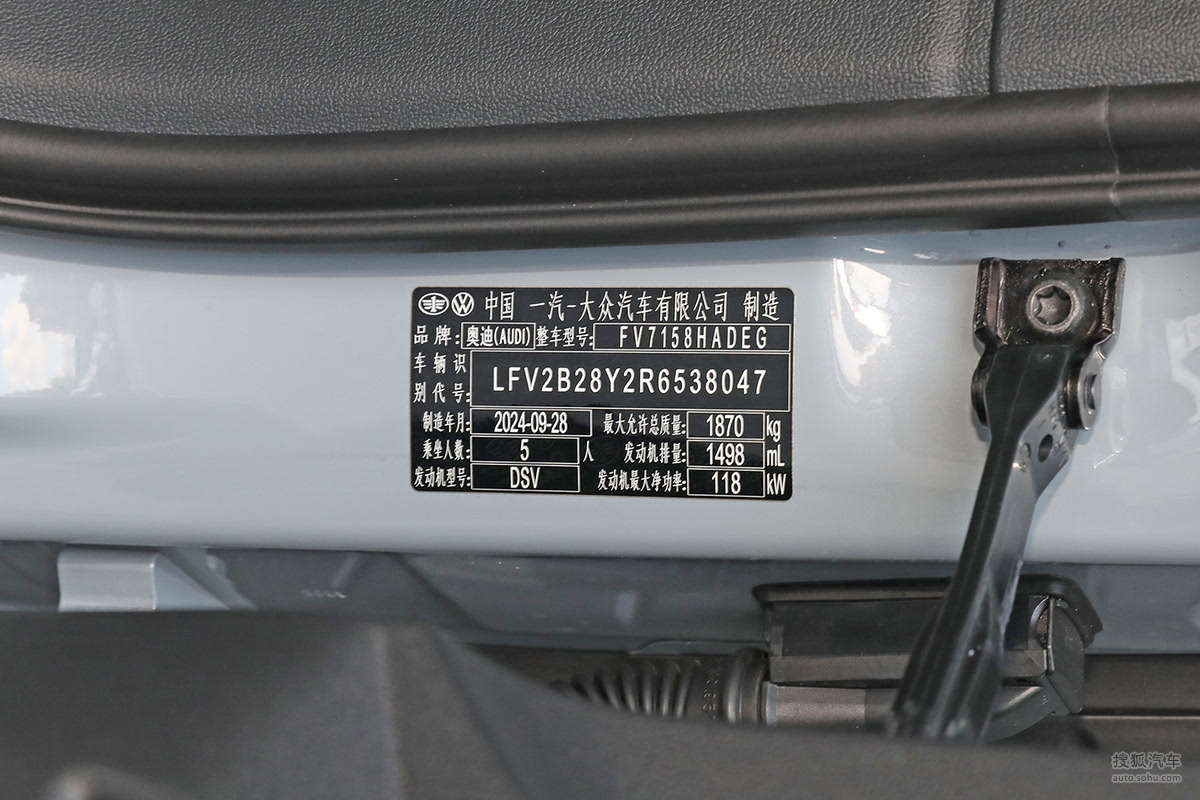 中国 一汽-大众汽车有限公司 制造
品牌: 奥迪(AUDI) 整车型号: FV7158HADEG
车辆识别代号: LFV2B28Y2R6538047
制造年月: 2024-09-28 最大允许总质量: 1870 kg
乘坐人数: 5 人 发动机排量: 1498 mL
发动机型号: DSV 发动机最大净功率: 118 kW
搜狐汽车
auto.sohu.com